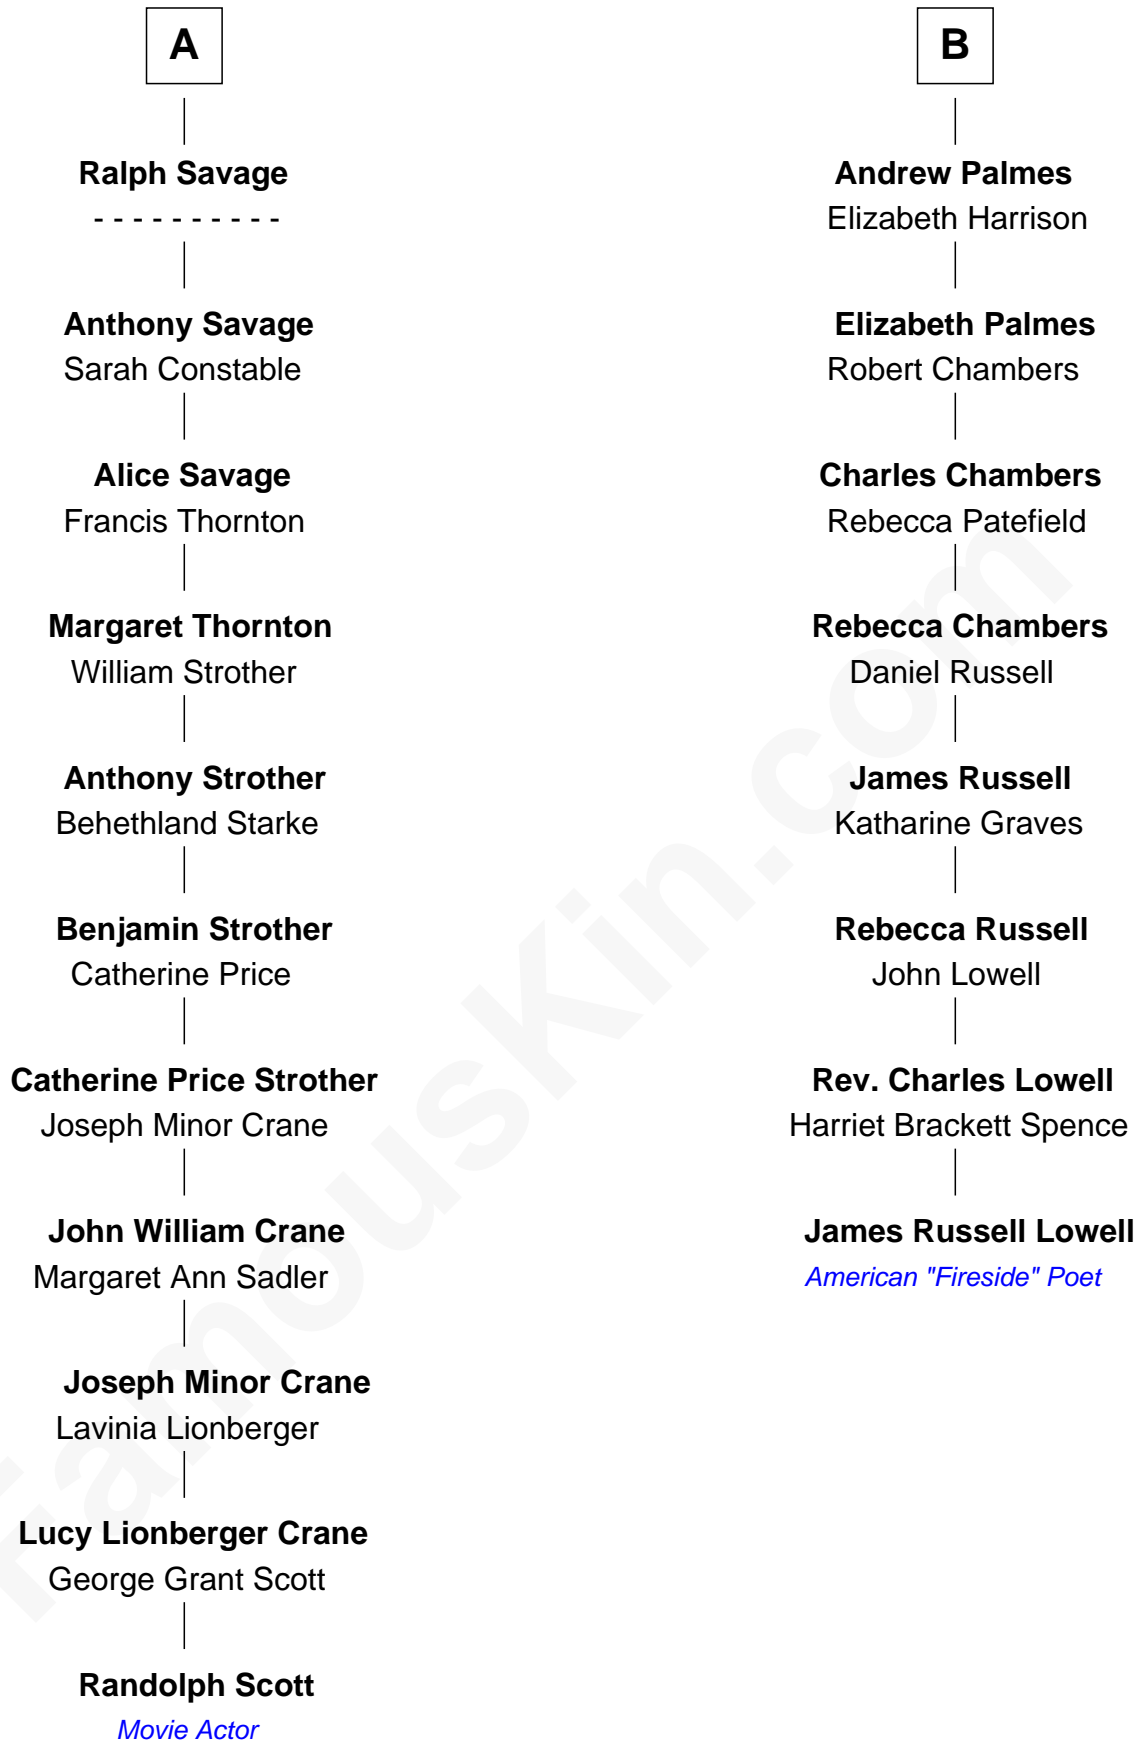 A
Ralph Savage
- - - - - - - - - -
Anthony Savage
Sarah Constable
Alice Savage
Francis Thornton
Margaret Thornton
William Strother
Anthony Strother
Behethland Starke
Benjamin Strother
Catherine Price
Catherine Price Strother
Joseph Minor Crane
John William Crane
Margaret Ann Sadler
Joseph Minor Crane
Lavinia Lionberger
Lucy Lionberger Crane
George Grant Scott
Randolph Scott
Movie Actor
B
Andrew Palmes
Elizabeth Harrison
Elizabeth Palmes
Robert Chambers
Charles Chambers
Rebecca Patefield
Rebecca Chambers
Daniel Russell
James Russell
Katharine Graves
Rebecca Russell
John Lowell
Rev. Charles Lowell
Harriet Brackett Spence
James Russell Lowell
American "Fireside" Poet
FamousKin.com